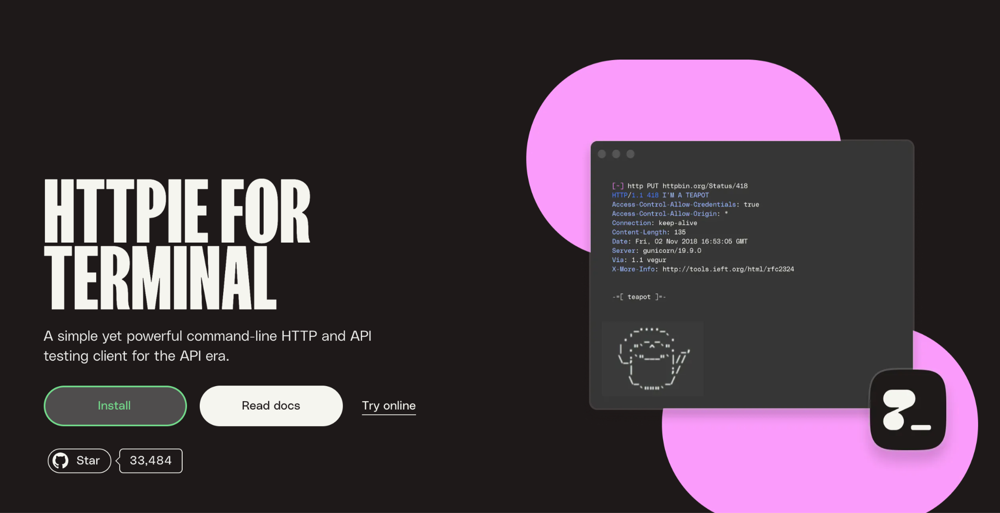 HTTPIE FOR
TERMINAL
A simple yet powerful command-line HTTP and API
testing client for the API era.
Install
Read docs
Try online
Star
33,484
[~] http PUT httpbin.org/Status/418
HTTP/1.1 418 I'M A TEAPOT
Access-Control-Allow-Credentials: true
Access-Control-Allow-Origin: *
Connection: keep-alive
Content-Length: 135
Date: Fri, 02 Nov 2018 16:53:05 GMT
Server: gunicorn/19.9.0
Via: 1.1 vegur
X-More-Info: http://tools.ieft.org/html/rfc2324
-=[ teapot ]=-